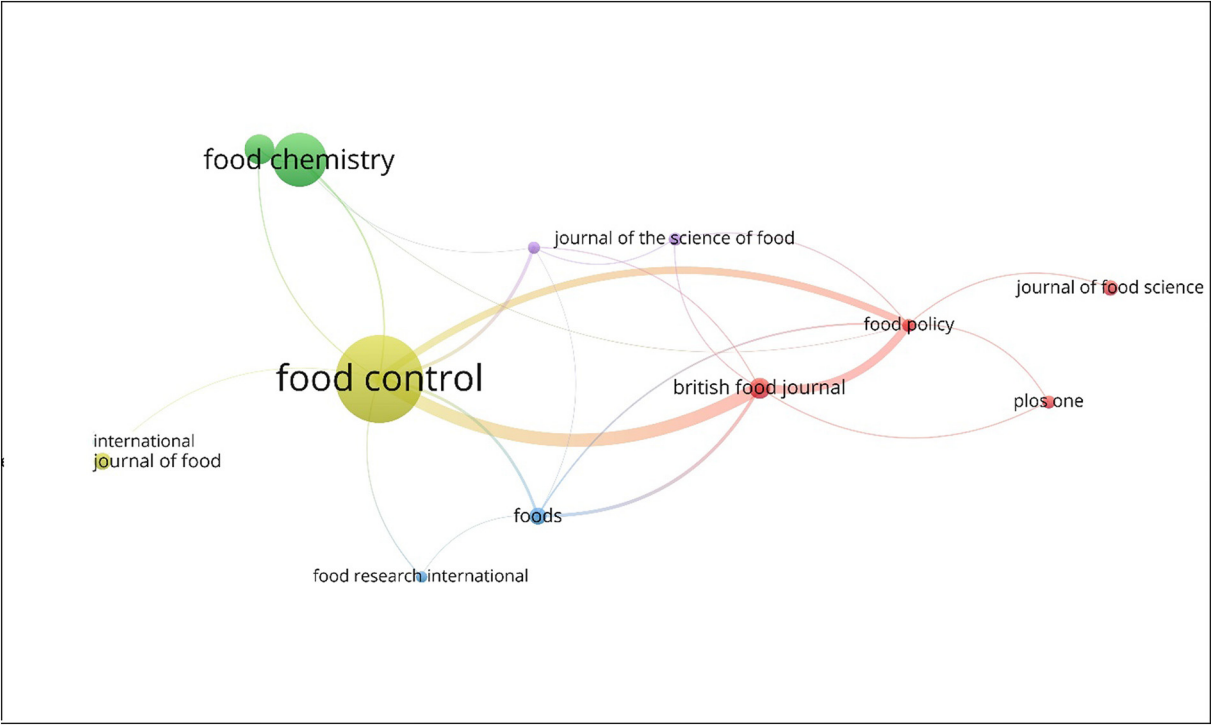 food chemistry
journal of the science of food
journal of food science
food policy
food control
british food journal
plos one
international
journal of food
foods
food research international